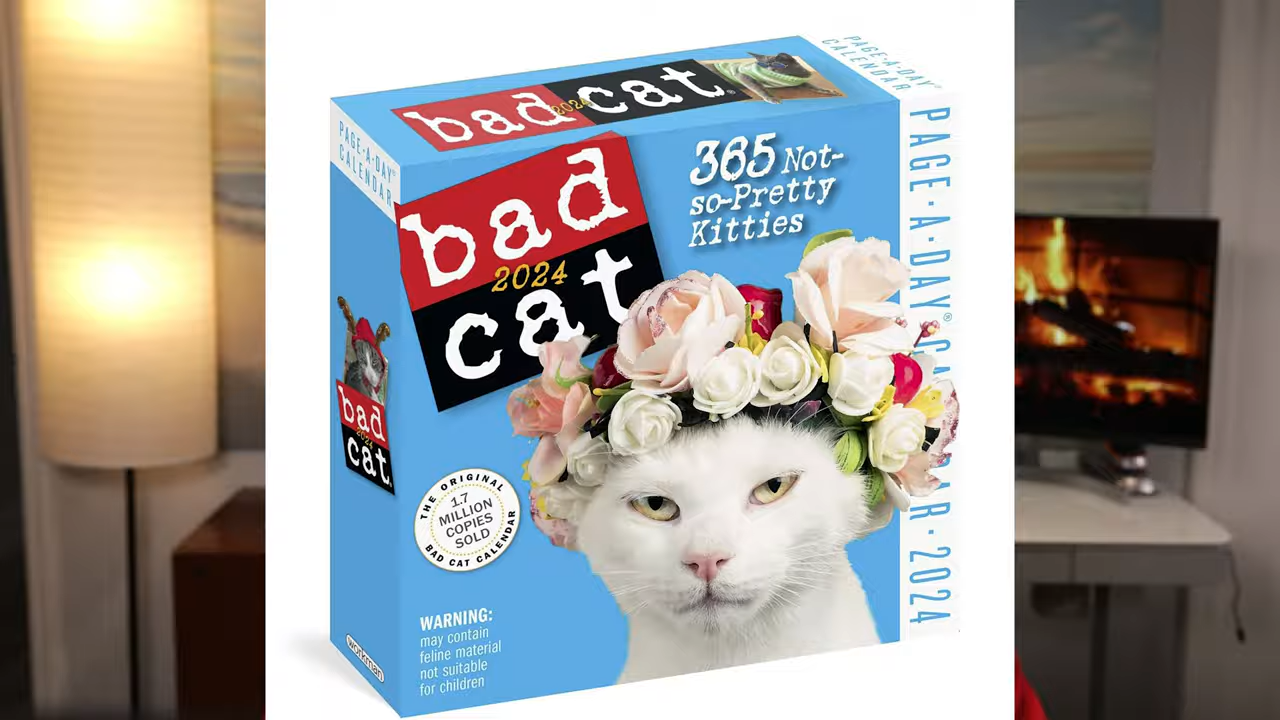 bad cat®
2024
PAGE-A-DAY®
CALENDAR
PAGE·A·DAY®
CALENDAR
bad
2024
cat
365 Not-
so-Pretty
Kitties
bad
2024
cat
THE ORIGINAL
1.7
MILLION
COPIES
SOLD
BAD CAT CALENDAR
WARNING:
may contain
feline material
not suitable
for children
workman
PAGE·A·DAY®
2024